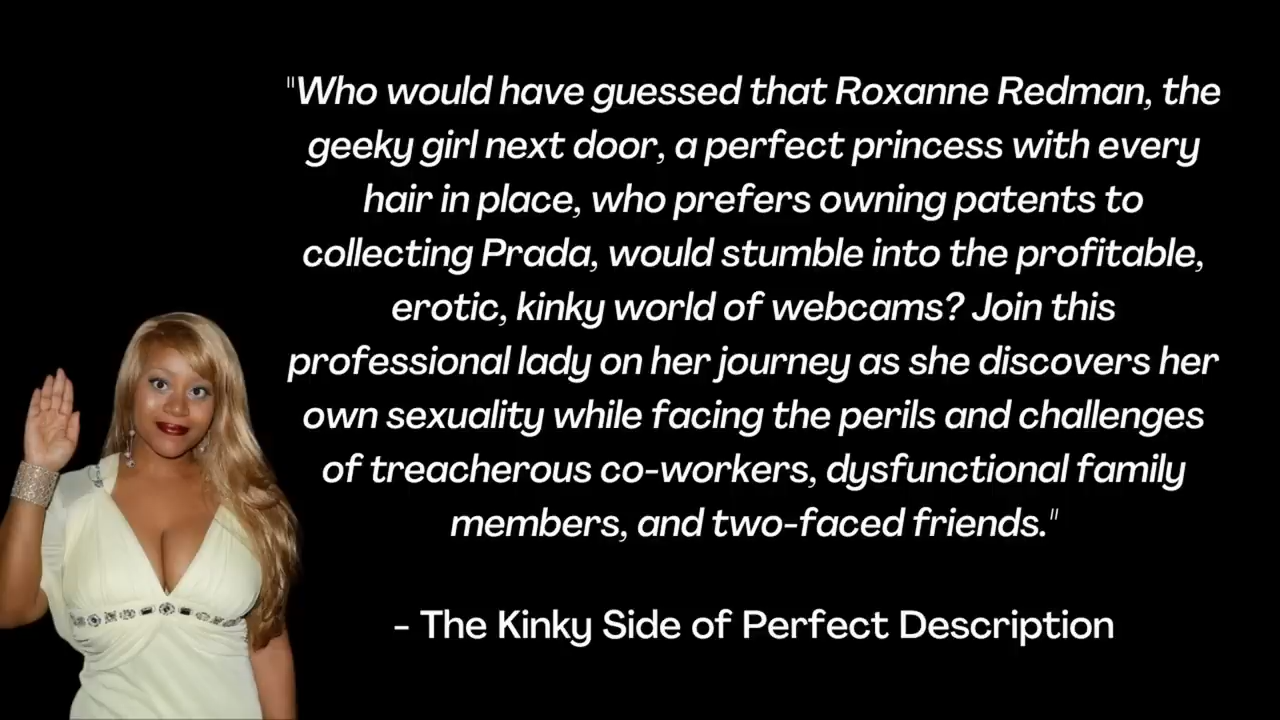 "Who would have guessed that Roxanne Redman, the
geeky girl next door, a perfect princess with every
hair in place, who prefers owning patents to
collecting Prada, would stumble into the profitable,
erotic, kinky world of webcams? Join this
professional lady on her journey as she discovers her
own sexuality while facing the perils and challenges
of treacherous co-workers, dysfunctional family
members, and two-faced friends."
- The Kinky Side of Perfect Description